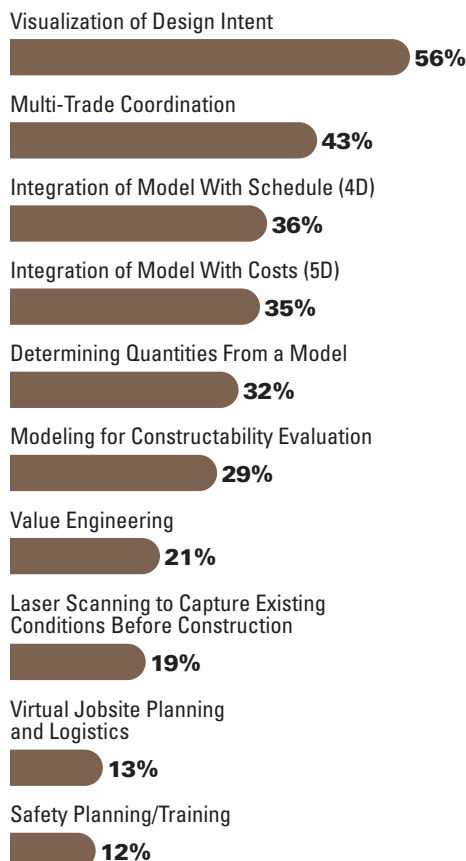 Visualization of Design Intent
56%
Multi-Trade Coordination
43%
Integration of Model With Schedule (4D)
36%
Integration of Model With Costs (5D)
35%
Determining Quantities From a Model
32%
Modeling for Constructability Evaluation
29%
Value Engineering
21%
Laser Scanning to Capture Existing
Conditions Before Construction
19%
Virtual Jobsite Planning
and Logistics
13%
Safety Planning/Training
12%